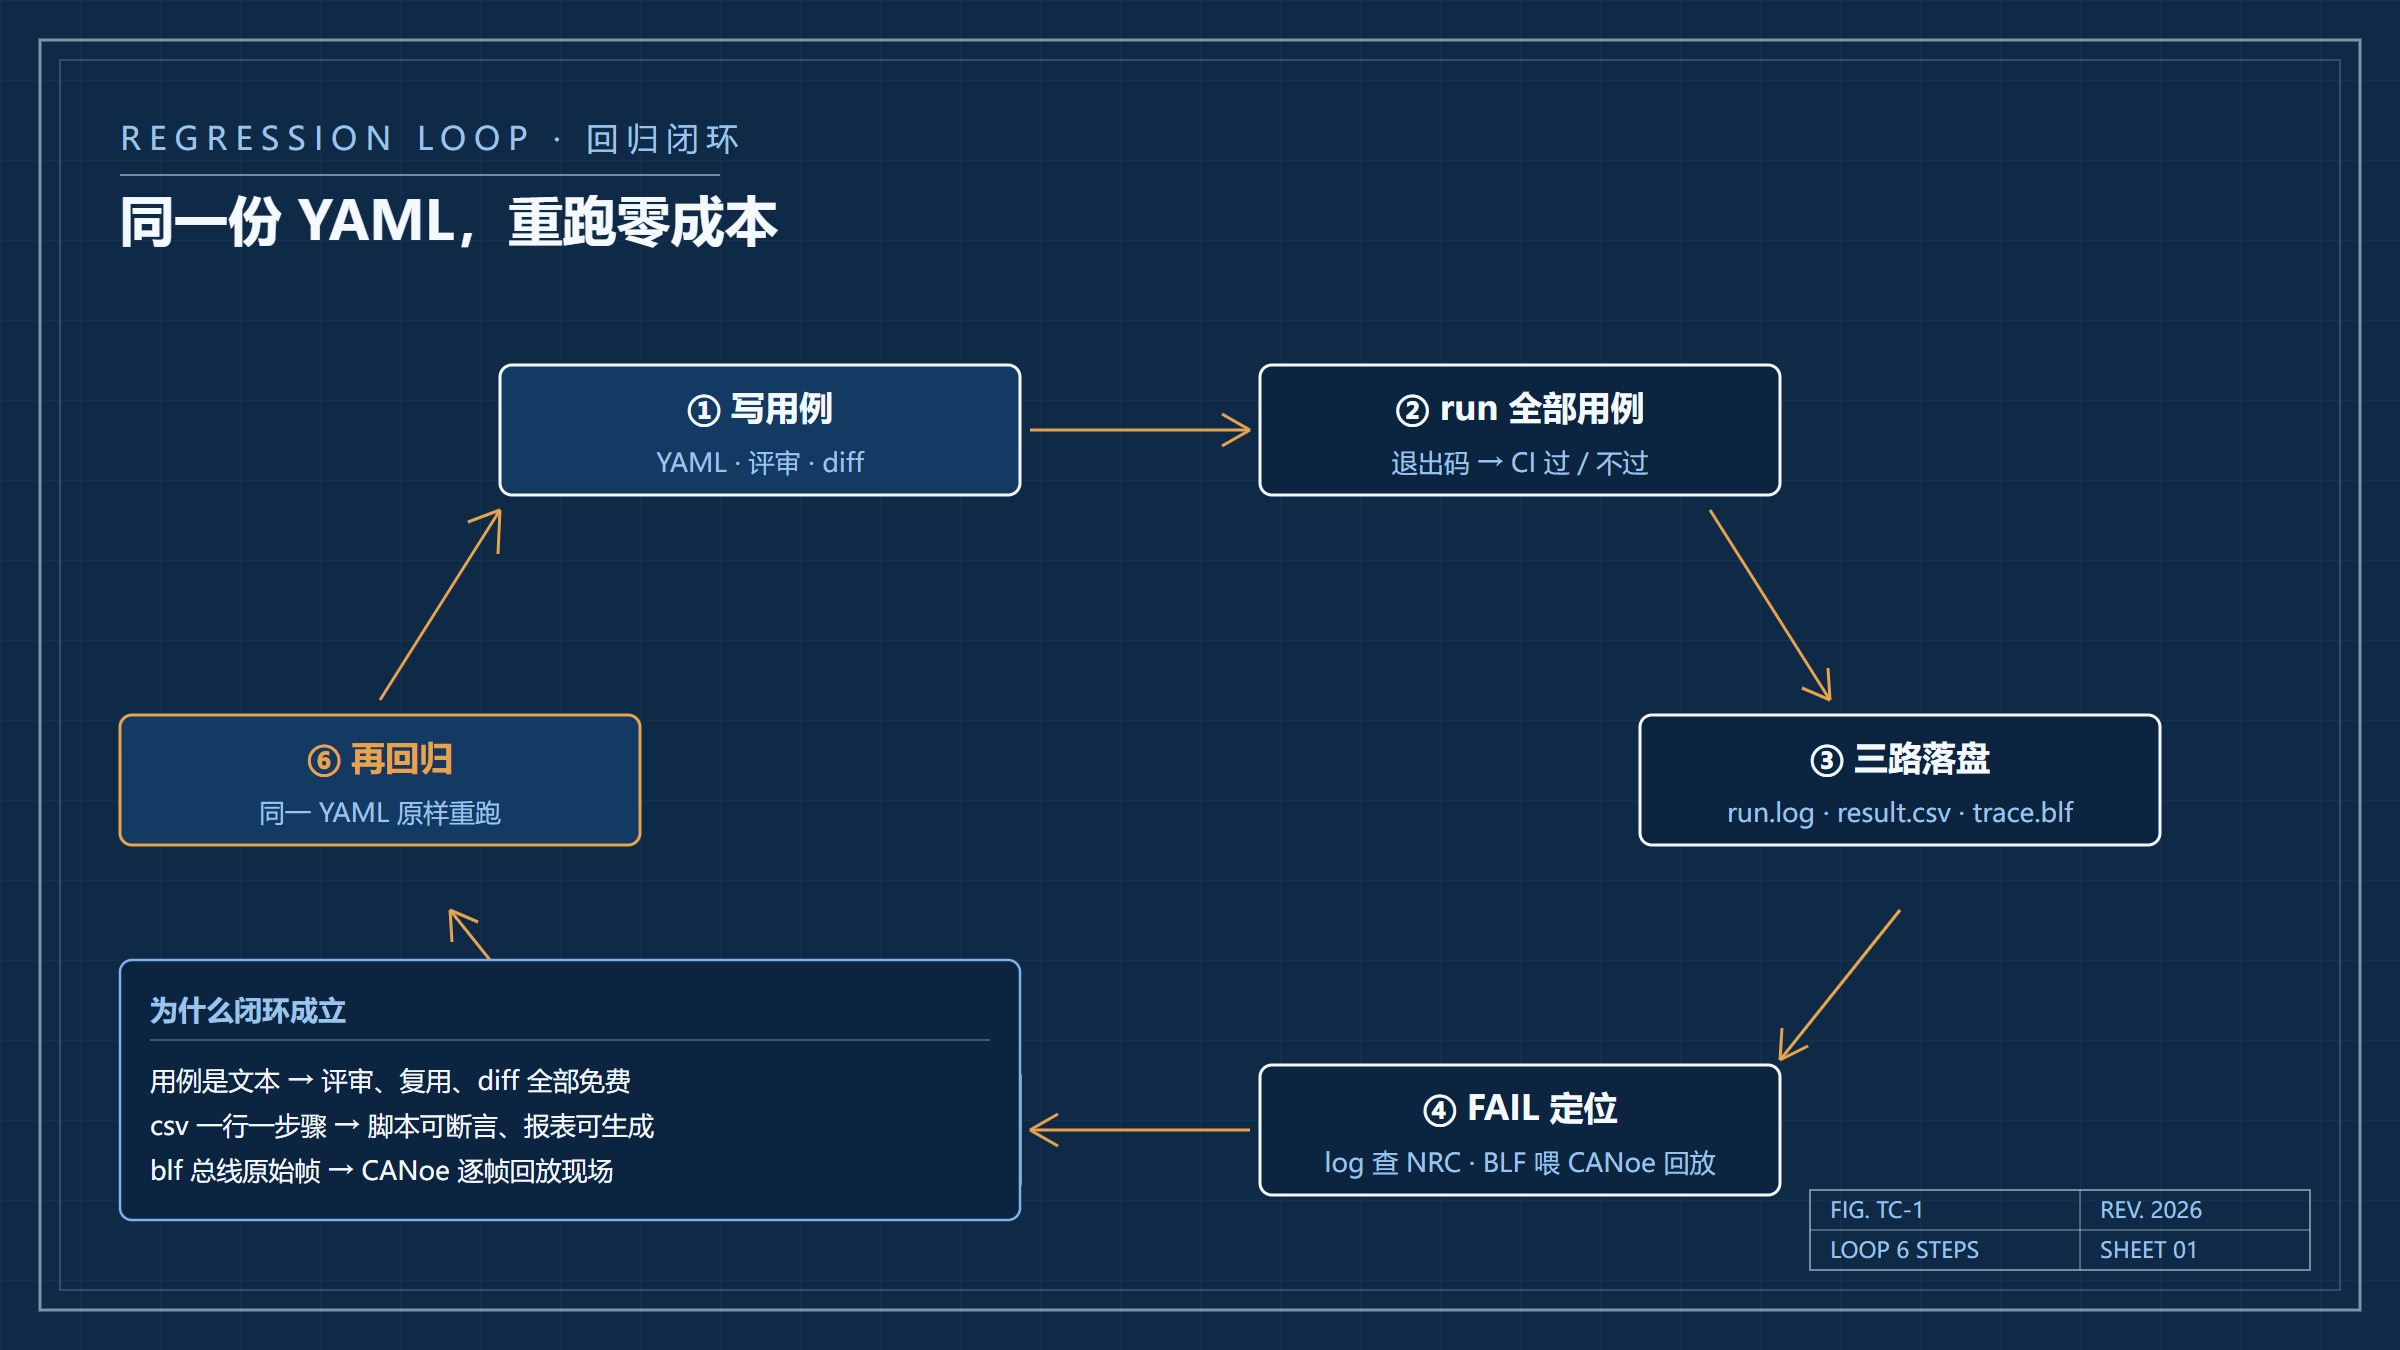 REGRESSION LOOP · 回归闭环
同一份 YAML，重跑零成本
① 写用例
YAML · 评审 · diff
② run 全部用例
退出码 → CI 过 / 不过
⑥ 再回归
同一 YAML 原样重跑
③ 三路落盘
run.log · result.csv · trace.blf
为什么闭环成立
用例是文本 → 评审、复用、diff 全部免费
csv 一行一步骤 → 脚本可断言、报表可生成
blf 总线原始帧 → CANoe 逐帧回放现场
④ FAIL 定位
log 查 NRC · BLF 喂 CANoe 回放
FIG. TC-1
REV. 2026
LOOP 6 STEPS
SHEET 01